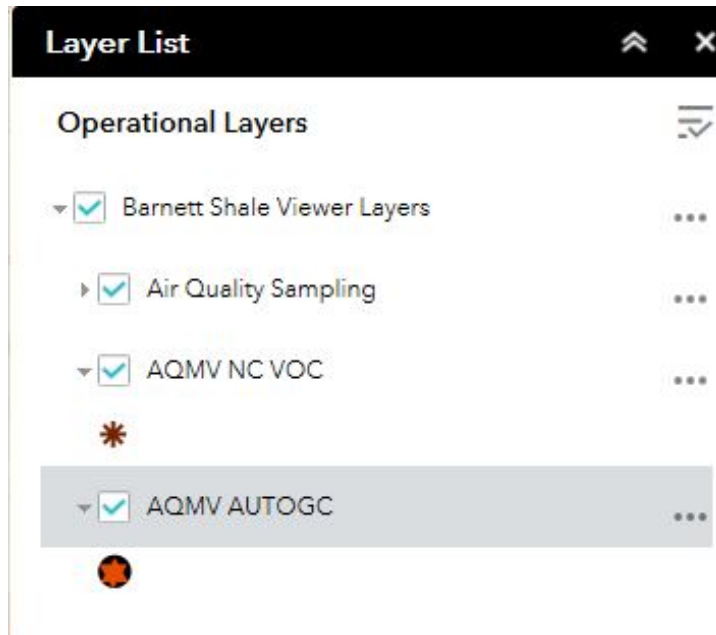 Layer List
Operational Layers
Barnett Shale Viewer Layers
Air Quality Sampling
AQMV NC VOC
AQMV AUTOGC